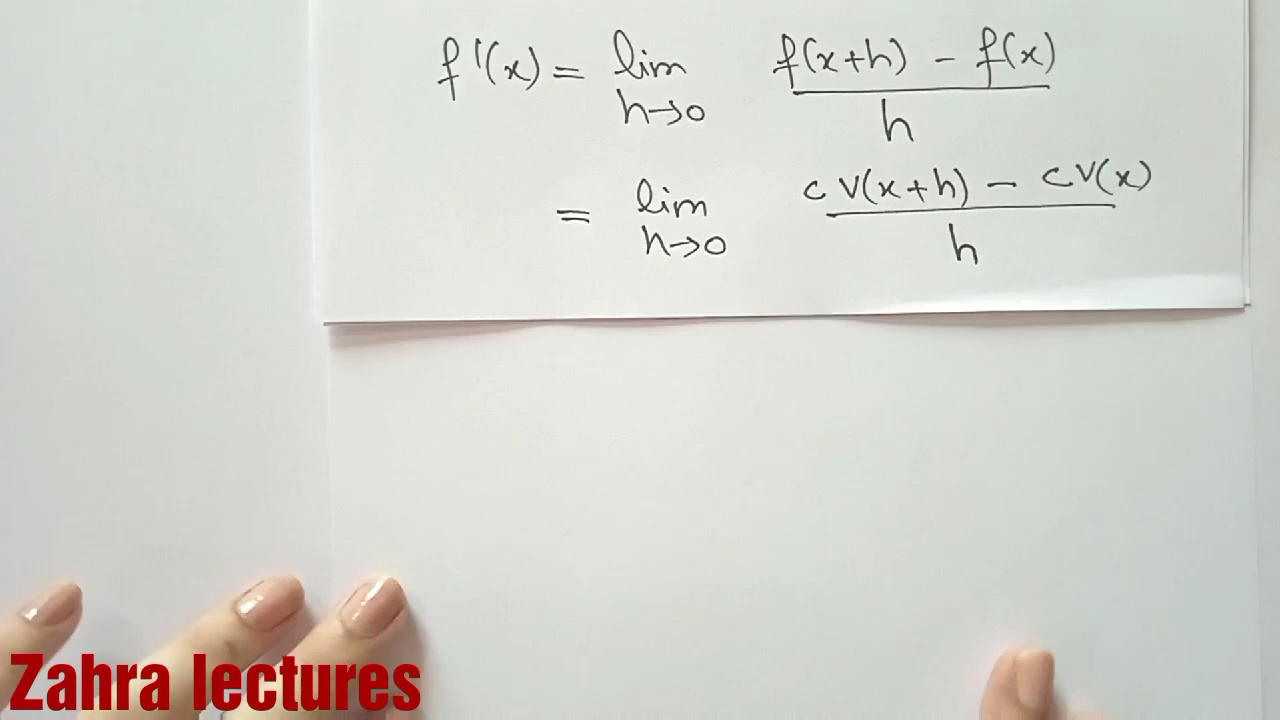 f'(x) = lim h→0 f(x+h) - f(x) / h
= lim h→0 c v(x+h) - c v(x) / h
Zahra lectures